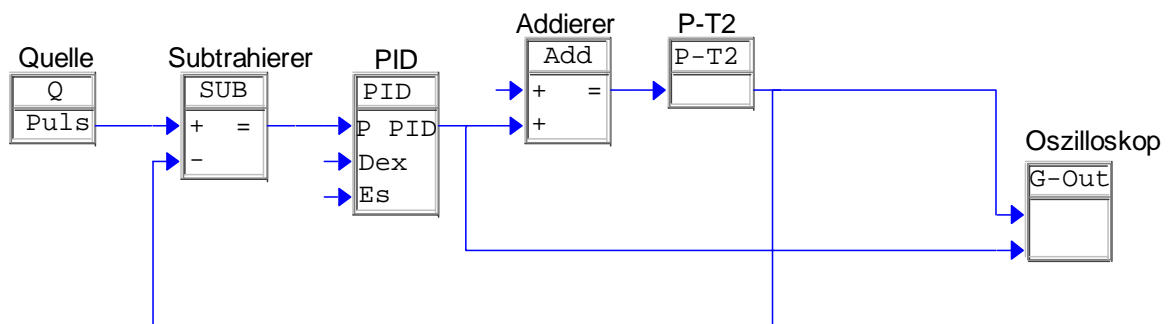 Quelle
Q
Puls
Subtrahierer
SUB
+ =
-
PID
PID
P PID
Dex
Es
Addierer
Add
+ =
+
P-T2
P-T2
Oszilloskop
G-Out